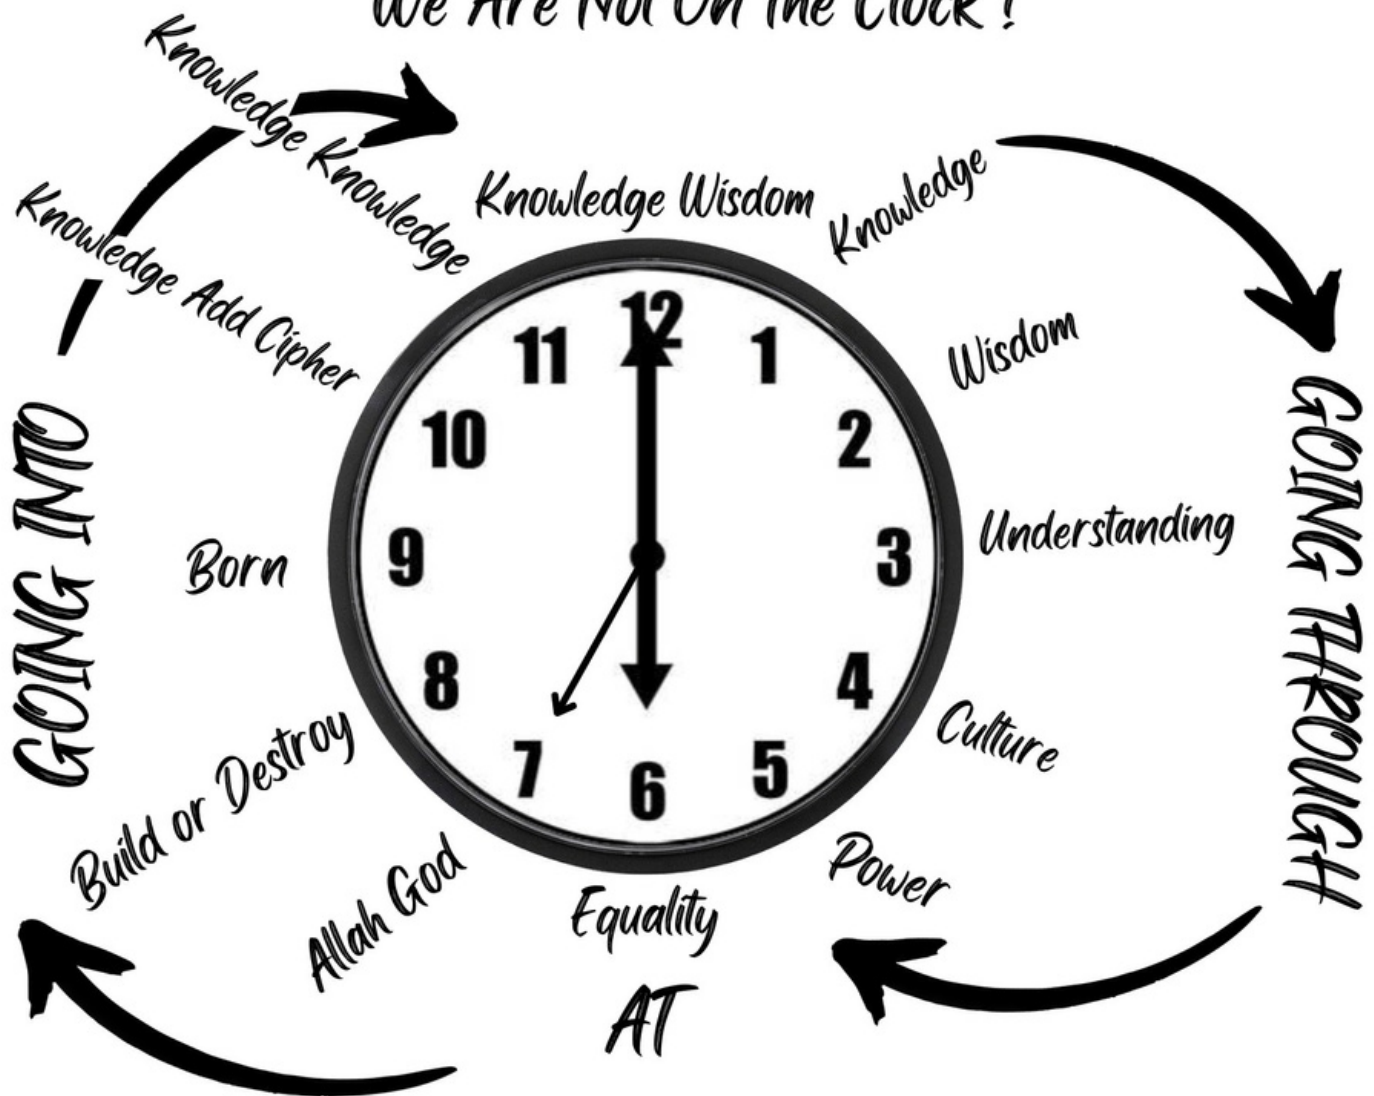 We Are Not On The Clock !
Knowledge Wisdom
Knowledge
Wisdom
Understanding
Culture
Power
Equality
Allah God
Build or Destroy
Born
Knowledge Add Cipher
Knowledge Knowledge
12
1
2
3
4
5
6
7
8
9
10
11
GOING THROUGH
AT
GOING INTO